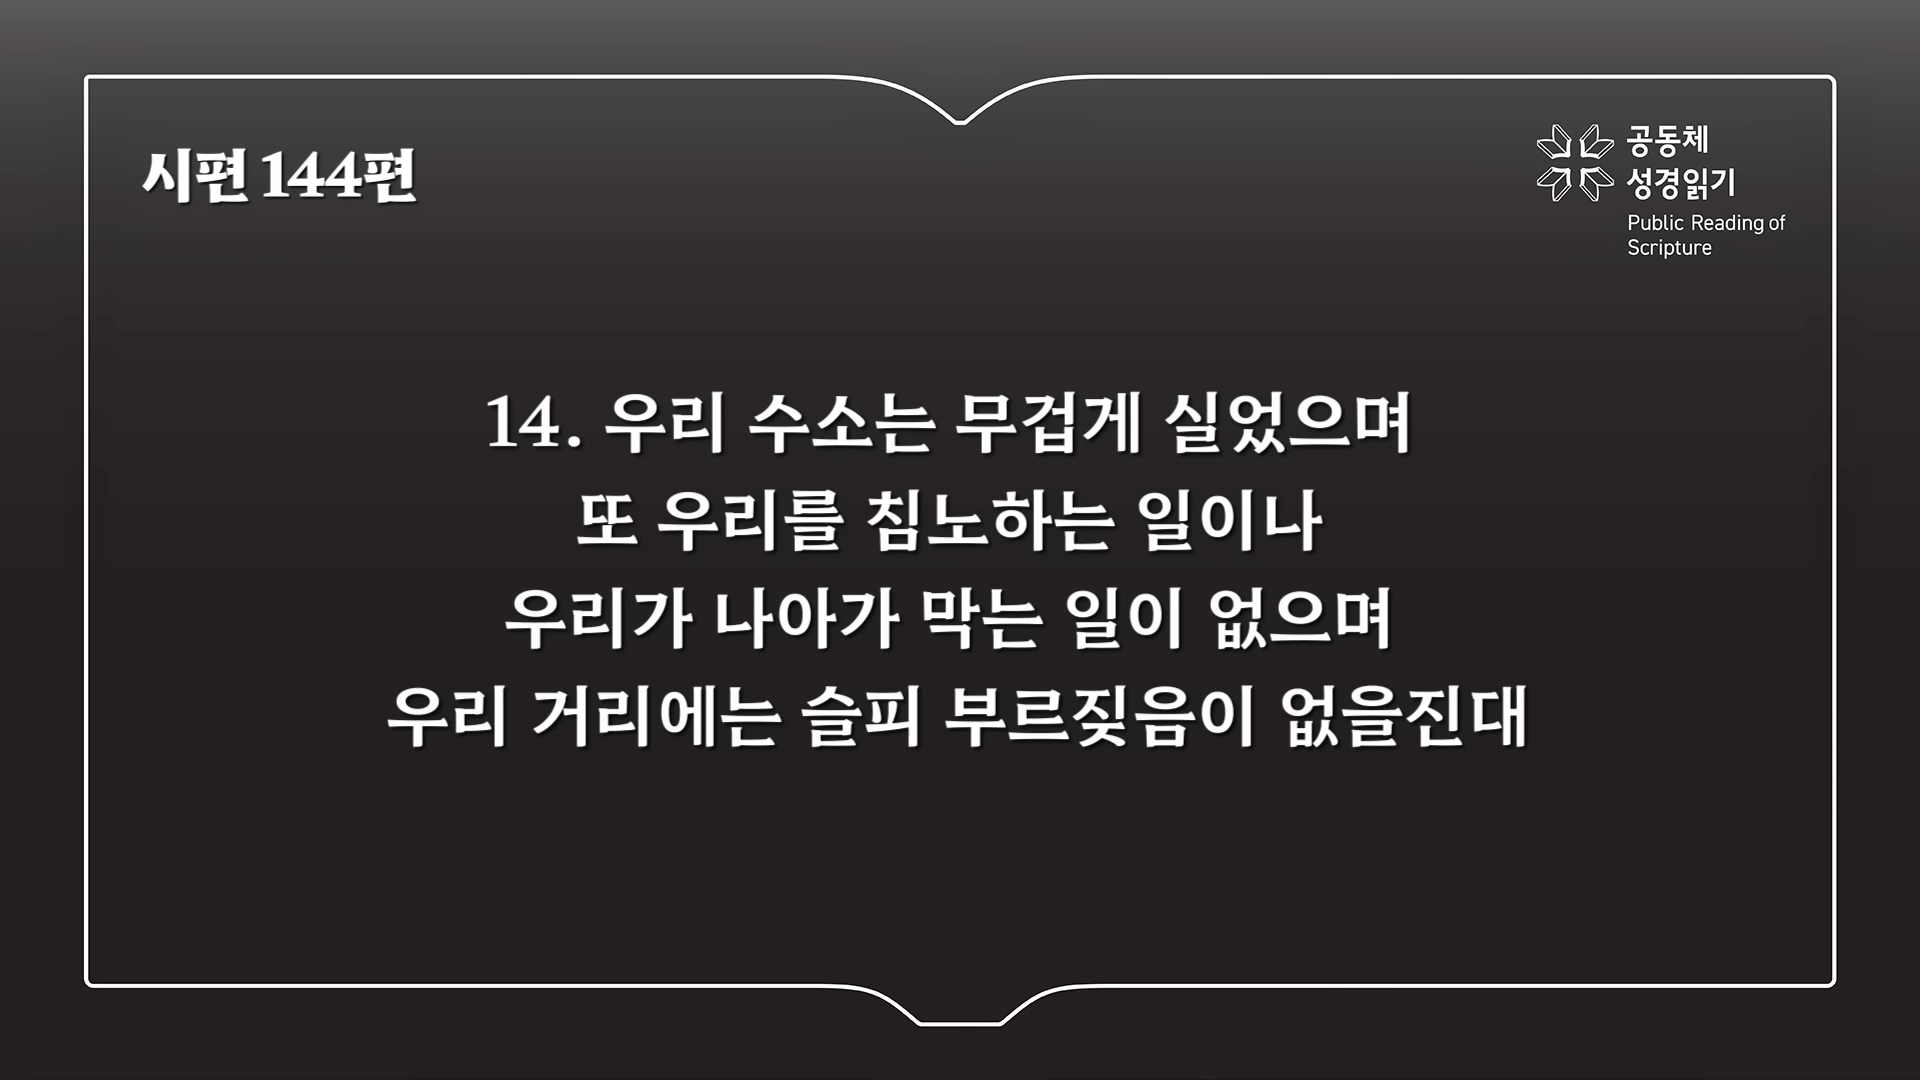 시편 144편
공동체
성경읽기
Public Reading of
Scripture
14. 우리 수소는 무겁게 실었으며
또 우리를 침노하는 일이나
우리가 나아가 막는 일이 없으며
우리 거리에는 슬피 부르짖음이 없을진대